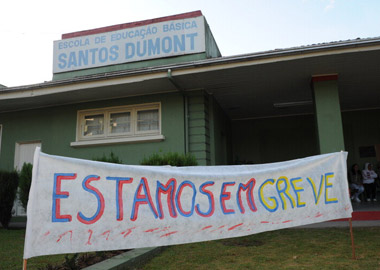 ESCOLA DE EDUCAÇÃO BÁSICA
SANTOS DUMONT
ESTAMOS EM GREVE